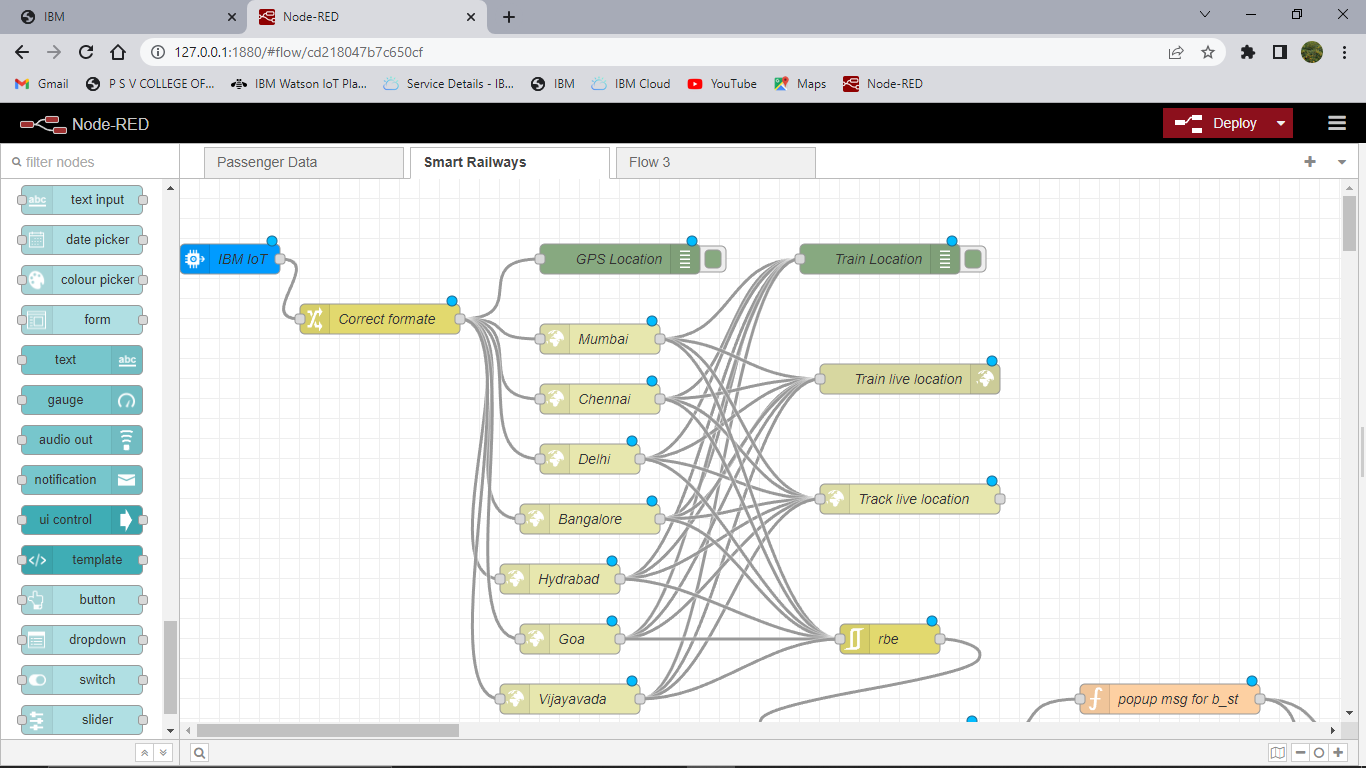 IBM
Node-RED
127.0.0.1:1880/#flow/cd218047b7c650cf
Gmail
P S V COLLEGE OF...
IBM Watson IoT Pla...
Service Details - IB...
IBM
IBM Cloud
YouTube
Maps
Node-RED
Node-RED
Deploy
filter nodes
Passenger Data
Smart Railways
Flow 3
abc text input
date picker
colour picker
form
text abc
gauge
audio out
notification
ui control
</> template
button
dropdown
switch
slider
IBM IoT
Correct formate
GPS Location
Train Location
Mumbai
Train live location
Chennai
Delhi
Track live location
Bangalore
Hydrabad
Goa
rbe
Vijayavada
f popup msg for b_st